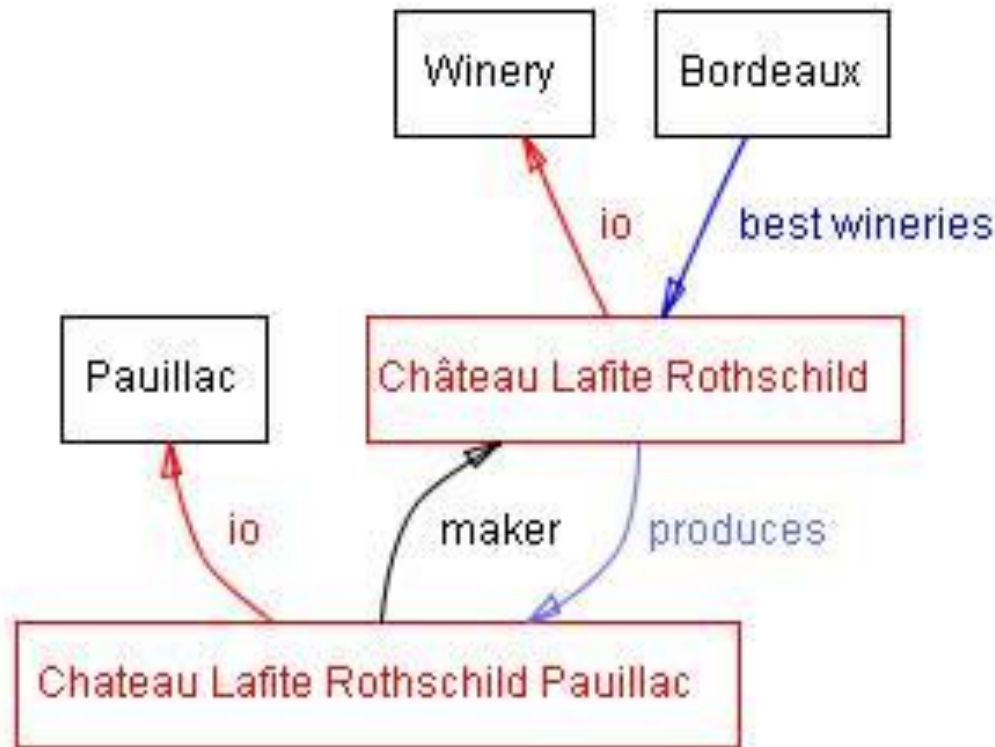 Winery
Bordeaux
io
best wineries
Pauillac
Château Lafite Rothschild
io
maker
produces
Chateau Lafite Rothschild Pauillac